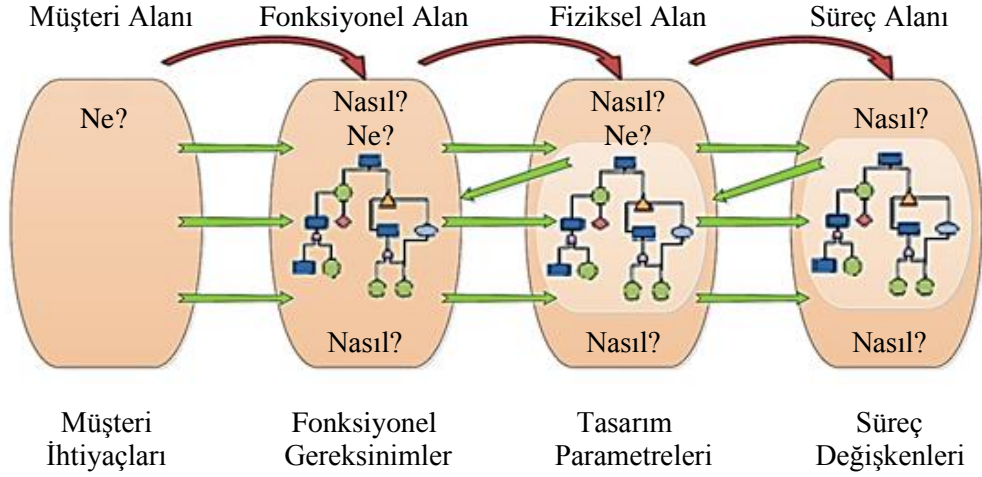 Müşteri Alanı
Fonksiyonel Alan
Fiziksel Alan
Süreç Alanı
Ne?
Nasıl?
Ne?
Nasıl?
Ne?
Nasıl?
Nasıl?
Nasıl?
Nasıl?
Müşteri
İhtiyaçları
Fonksiyonel
Gereksinimler
Tasarım
Parametreleri
Süreç
Değişkenleri